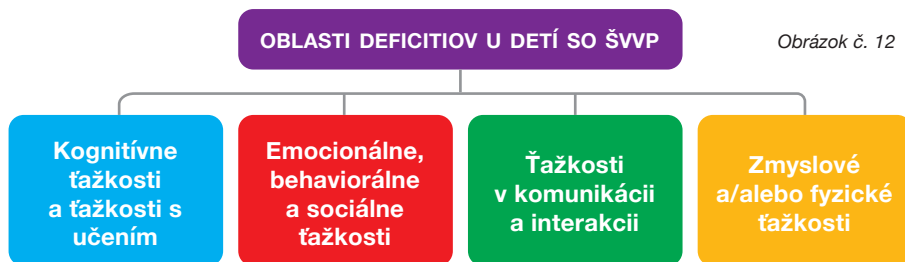 OBLASTI DEFICITIOV U DETÍ SO ŠVVP
Obrázok č. 12
Kognitívne
ťažkosti
a ťažkosti s
učením
Emocionálne,
behaviorálne
a sociálne
ťažkosti
Ťažkosti
v komunikácii
a interakcii
Zmyslové
a/alebo fyzické
ťažkosti